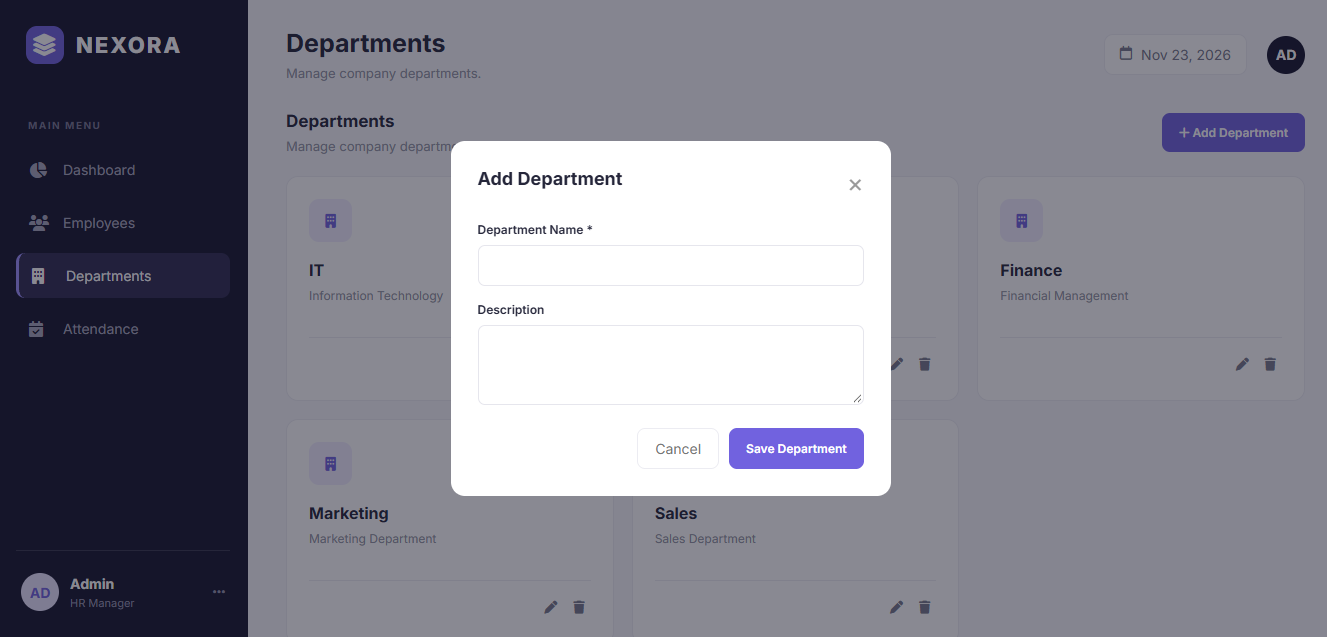 NEXORA
MAIN MENU
Dashboard
Employees
Departments
Attendance
AD
Admin
HR Manager
Departments
Manage company departments.
Nov 23, 2026
AD
Departments
Manage company
+ Add Department
IT
Information Technology
Finance
Financial Management
Marketing
Marketing Department
Sales
Sales Department
Add Department
Department Name *
Description
Cancel
Save Department